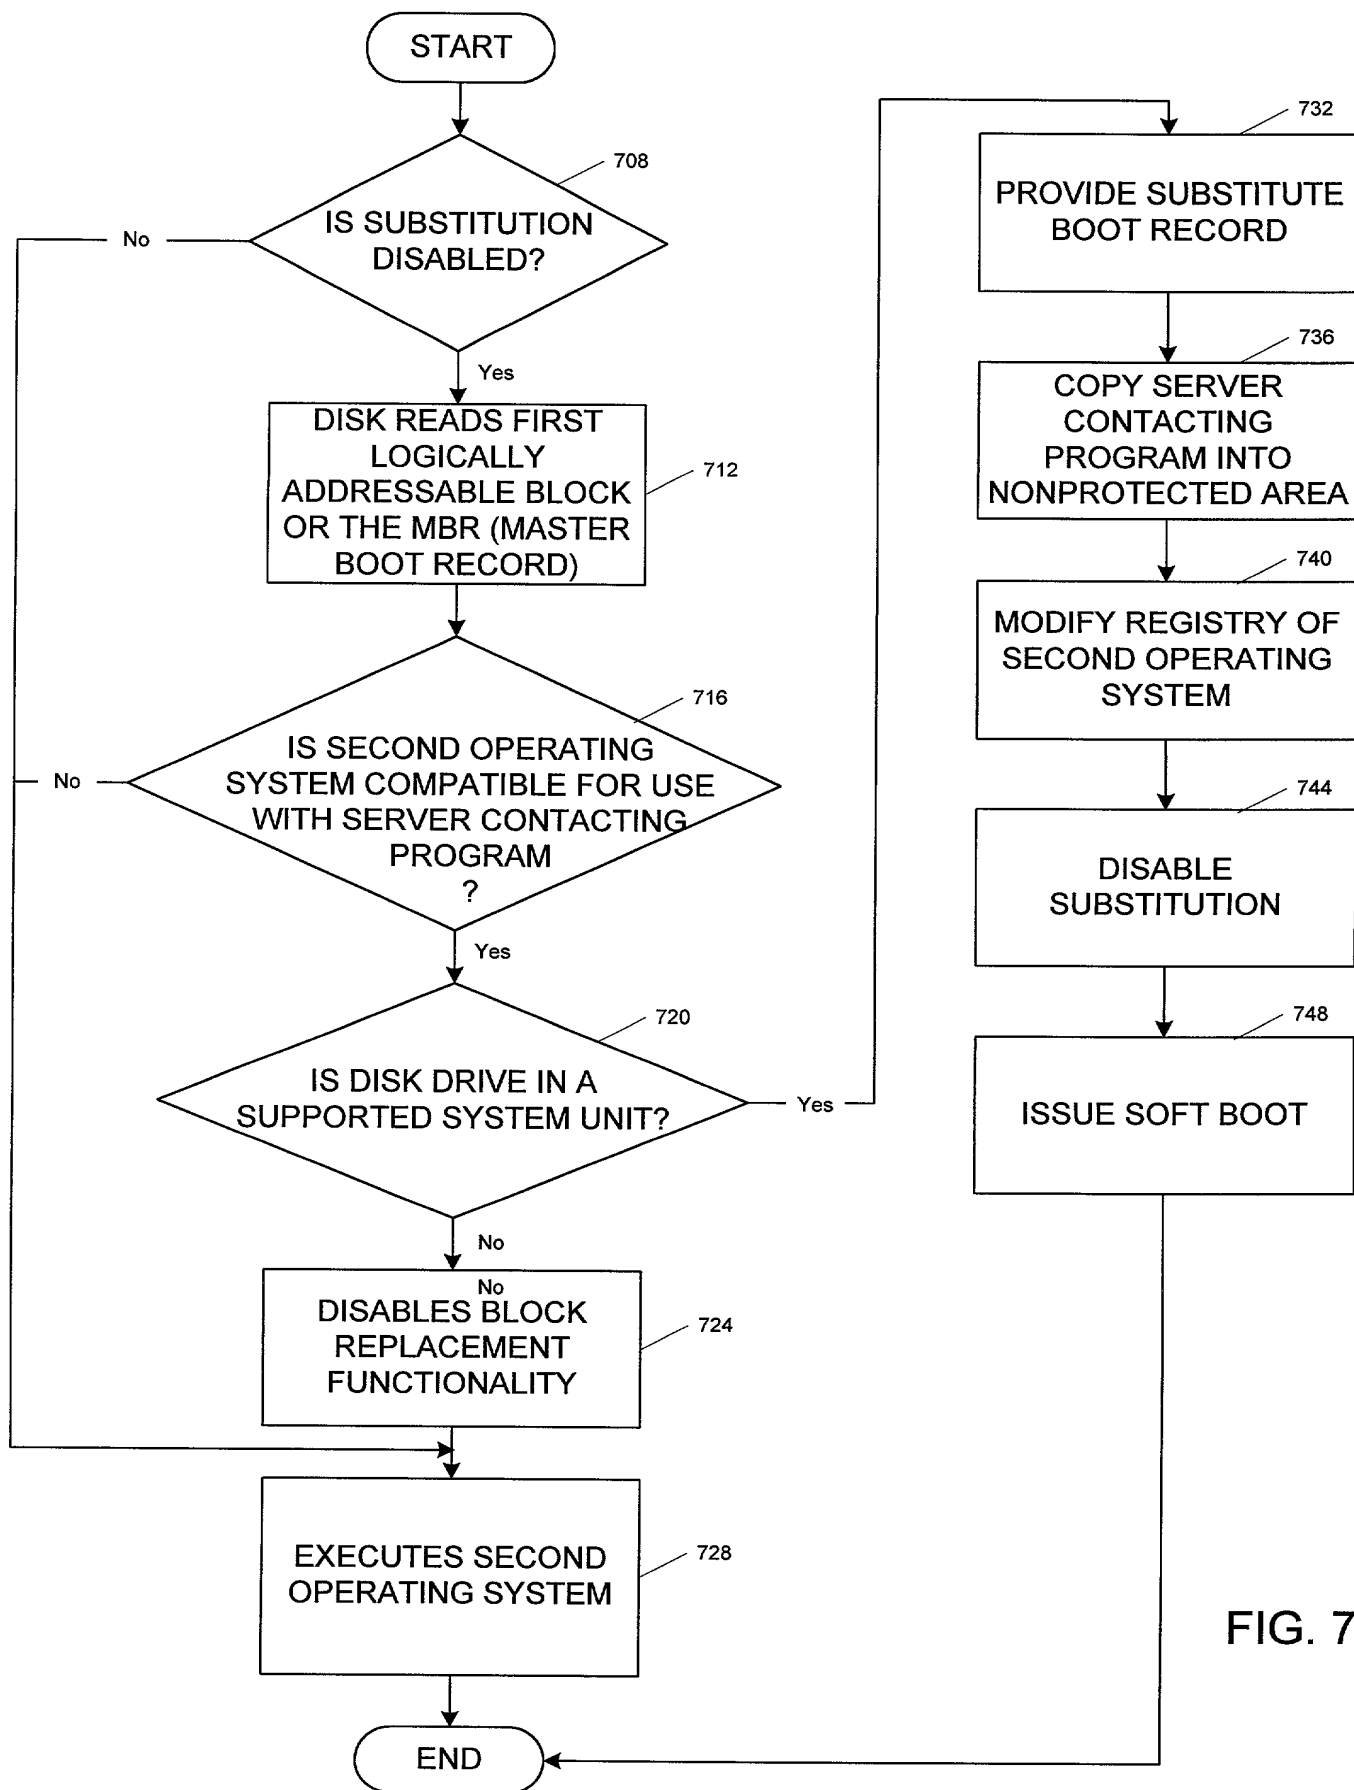 START
708
IS SUBSTITUTION
DISABLED?
No
Yes
DISK READS FIRST
LOGICALLY
ADDRESSABLE BLOCK
OR THE MBR (MASTER
BOOT RECORD)
712
716
IS SECOND OPERATING
SYSTEM COMPATIBLE FOR USE
WITH SERVER CONTACTING
PROGRAM
?
No
Yes
720
IS DISK DRIVE IN A
SUPPORTED SYSTEM UNIT?
Yes
No
No
DISABLES BLOCK
REPLACEMENT
FUNCTIONALITY
724
EXECUTES SECOND
OPERATING SYSTEM
728
END
732
PROVIDE SUBSTITUTE
BOOT RECORD
736
COPY SERVER
CONTACTING
PROGRAM INTO
NONPROTECTED AREA
740
MODIFY REGISTRY OF
SECOND OPERATING
SYSTEM
744
DISABLE
SUBSTITUTION
748
ISSUE SOFT BOOT
FIG. 7